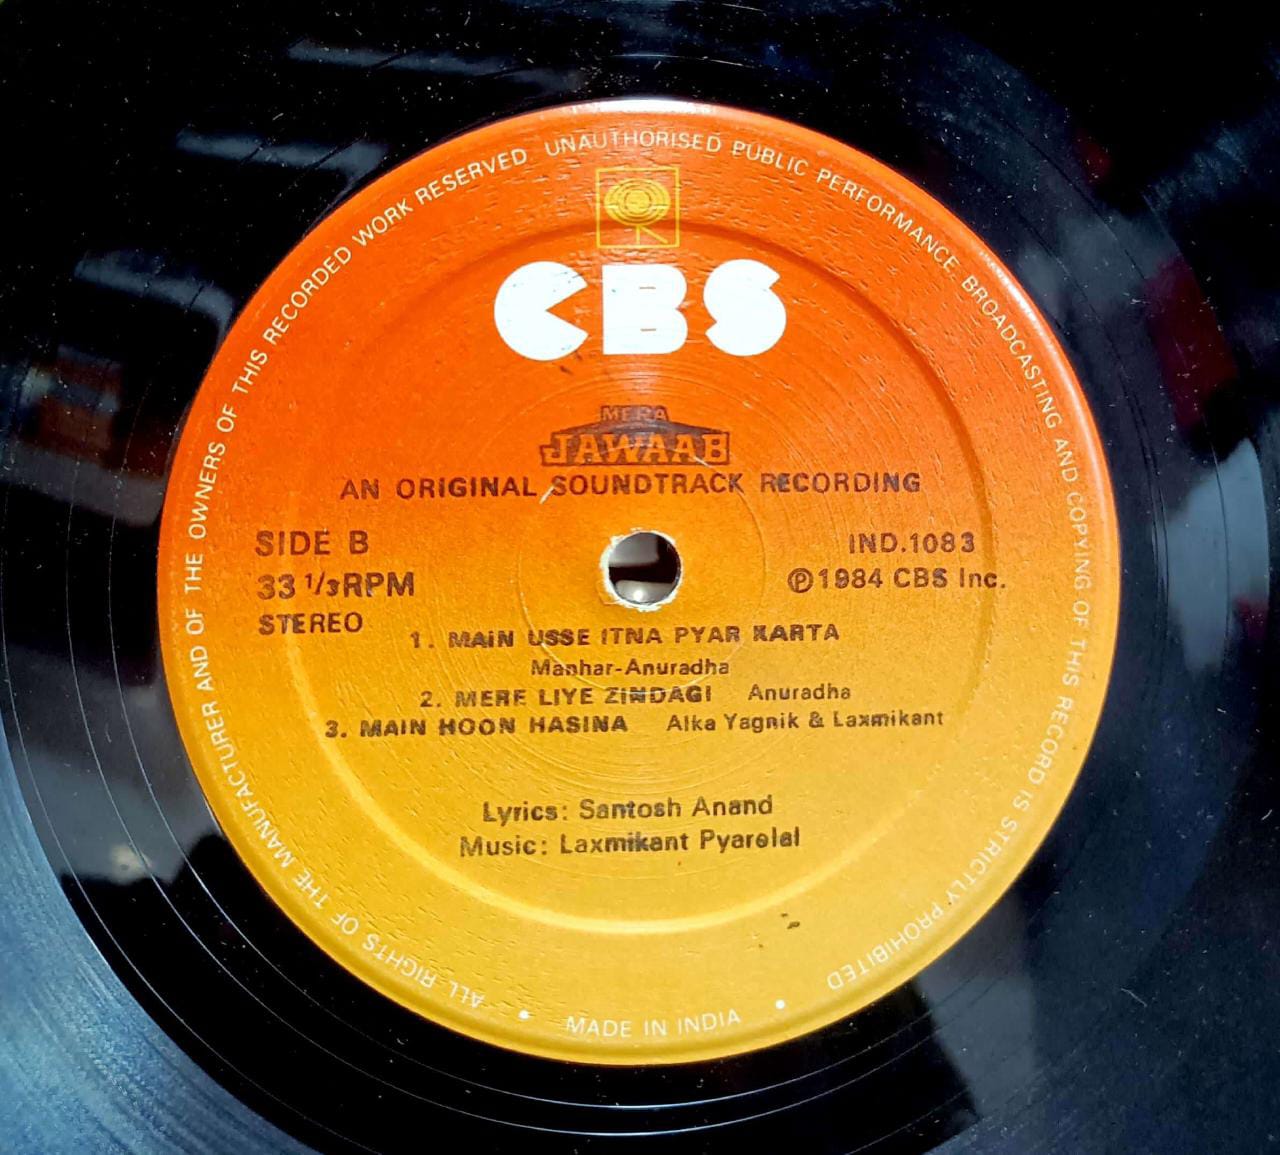 ALL RIGHTS OF THE MANUFACTURER AND OF THE OWNERS OF THIS RECORDED WORK RESERVED UNAUTHORISED PUBLIC PERFORMANCE BROADCASTING AND COPYING OF THIS RECORD IS STRICTLY PROHIBITED
CBS
MERA
JAWAAB
AN ORIGINAL SOUNDTRACK RECORDING
SIDE B
33 1/3 RPM
STEREO
IND.1083
℗1984 CBS Inc.
1. MAIN USSE ITNA PYAR KARTA
Manhar-Anuradha
2. MERE LIYE ZINDAGI Anuradha
3. MAIN HOON HASINA Alka Yagnik & Laxmikant
Lyrics: Santosh Anand
Music: Laxmikant Pyarelal
• MADE IN INDIA •